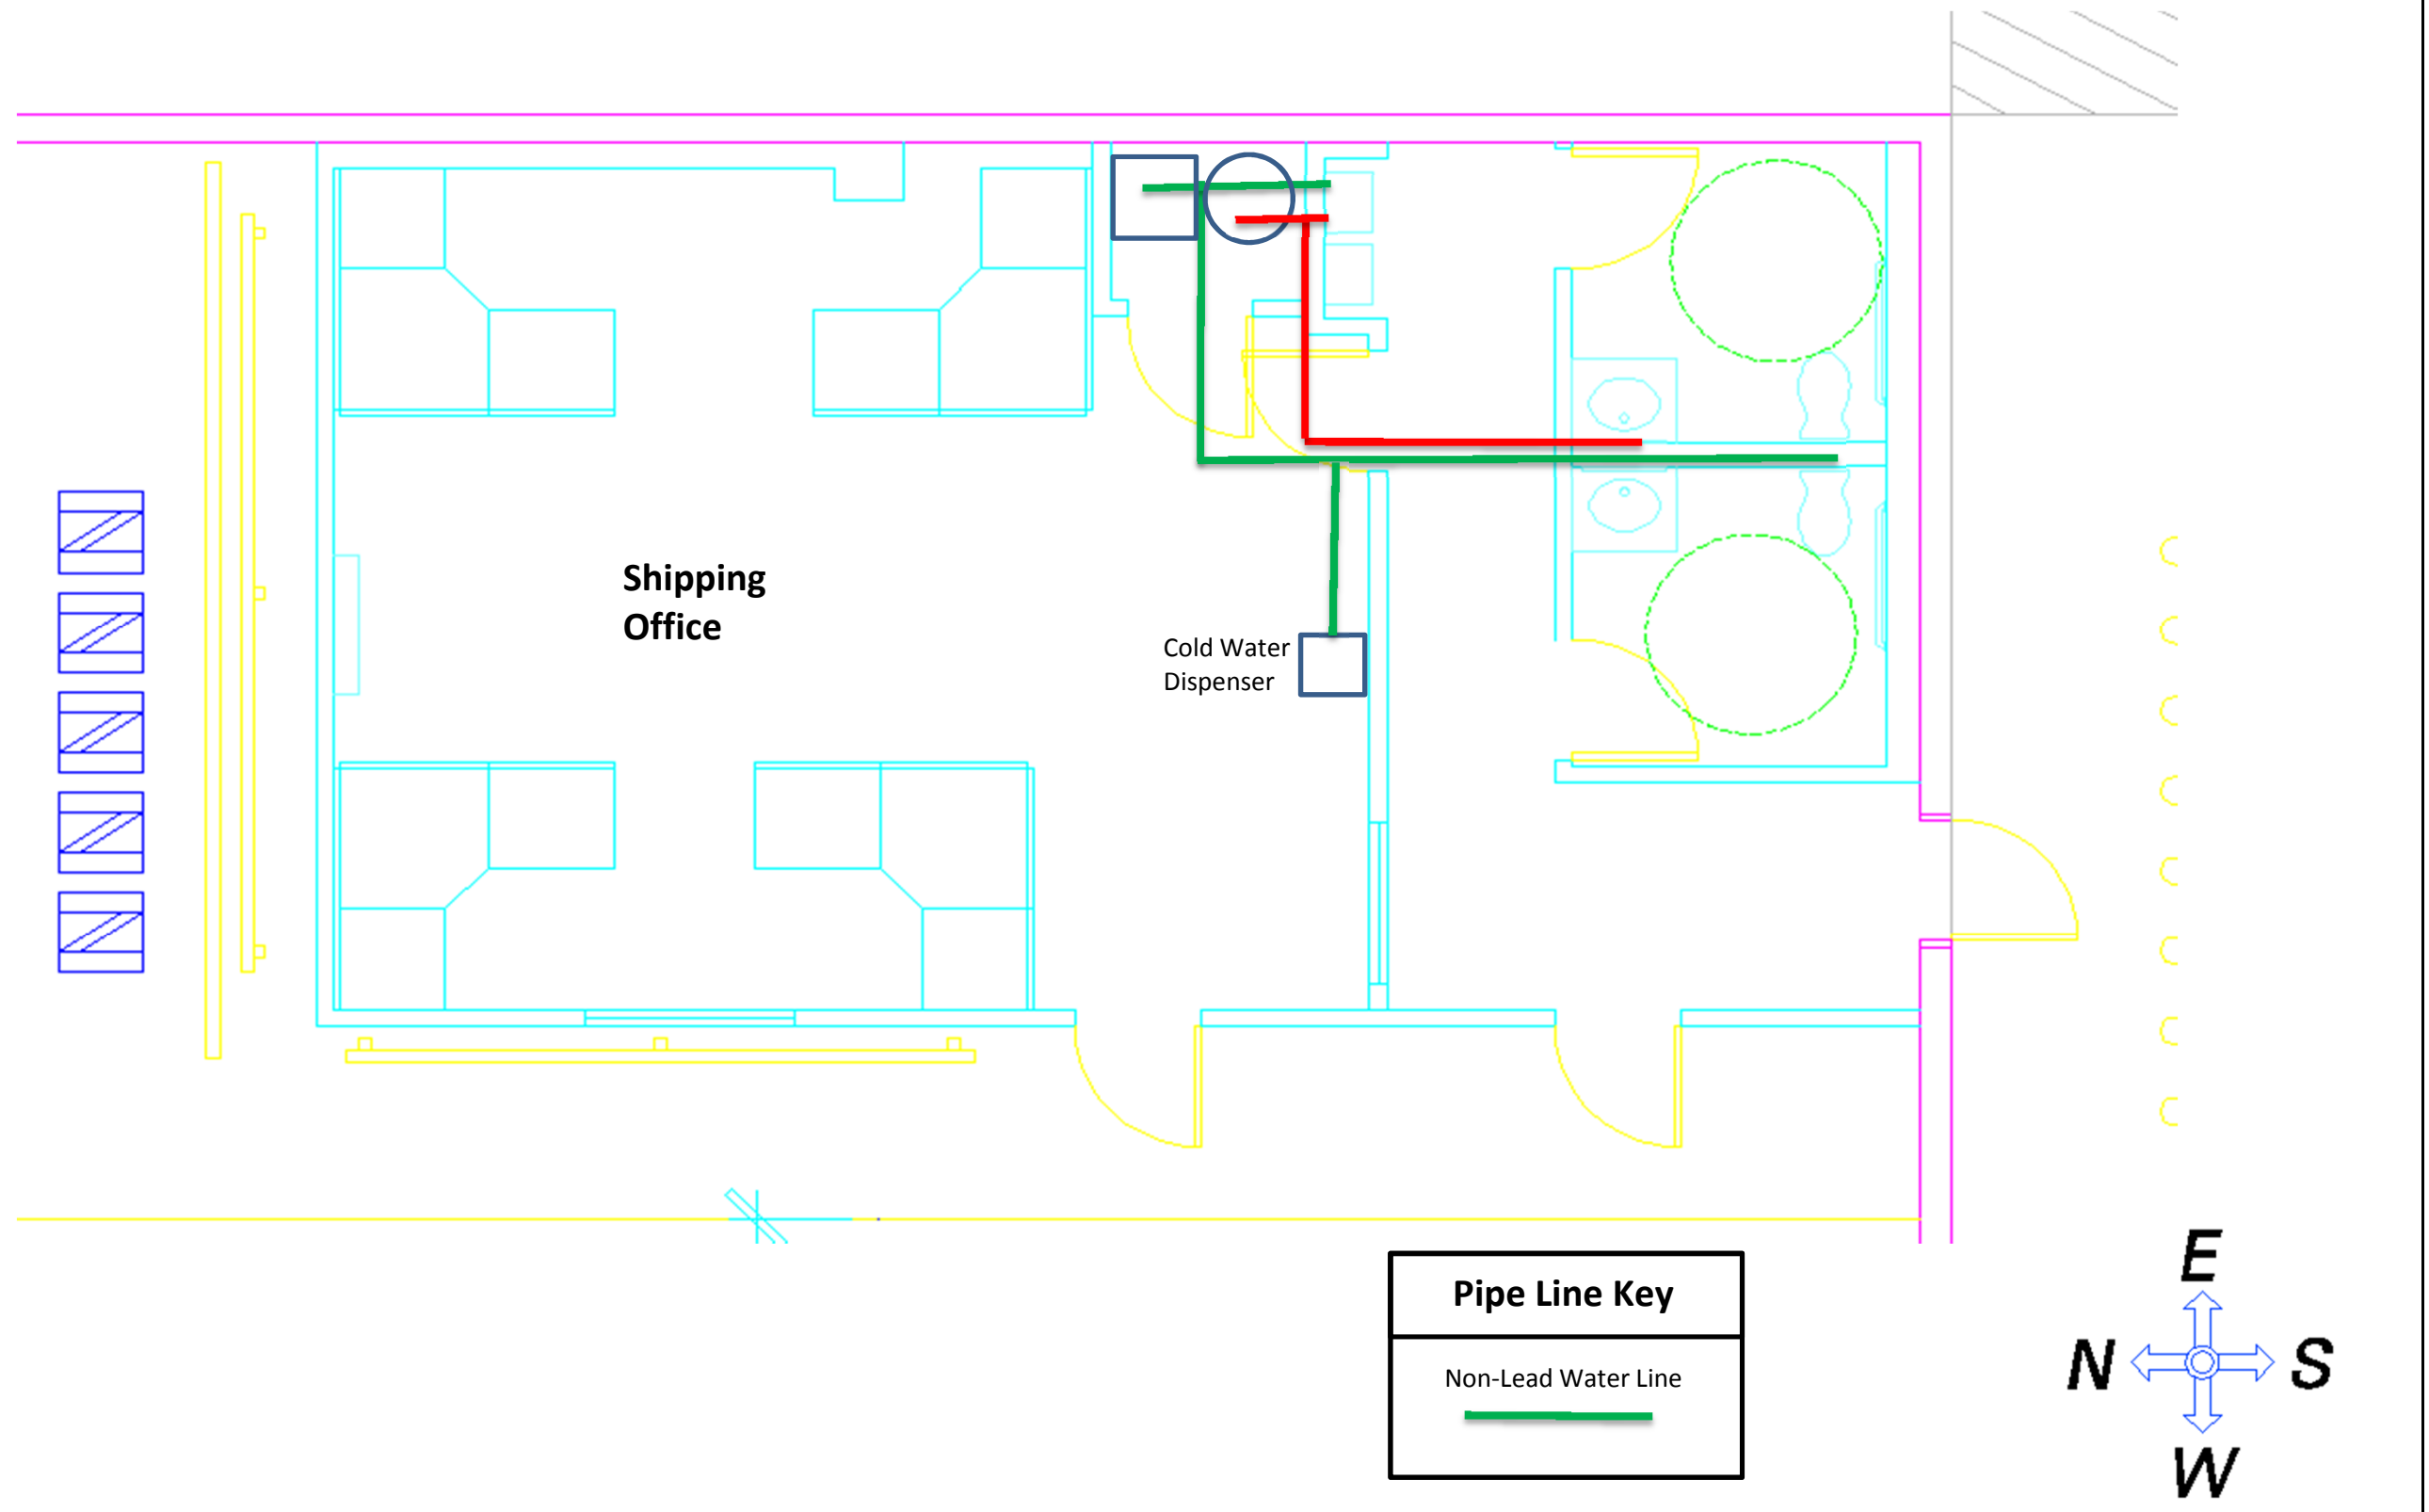 Shipping
Office
Cold Water
Dispenser
Pipe Line Key
Non-Lead Water Line
E
N
S
W